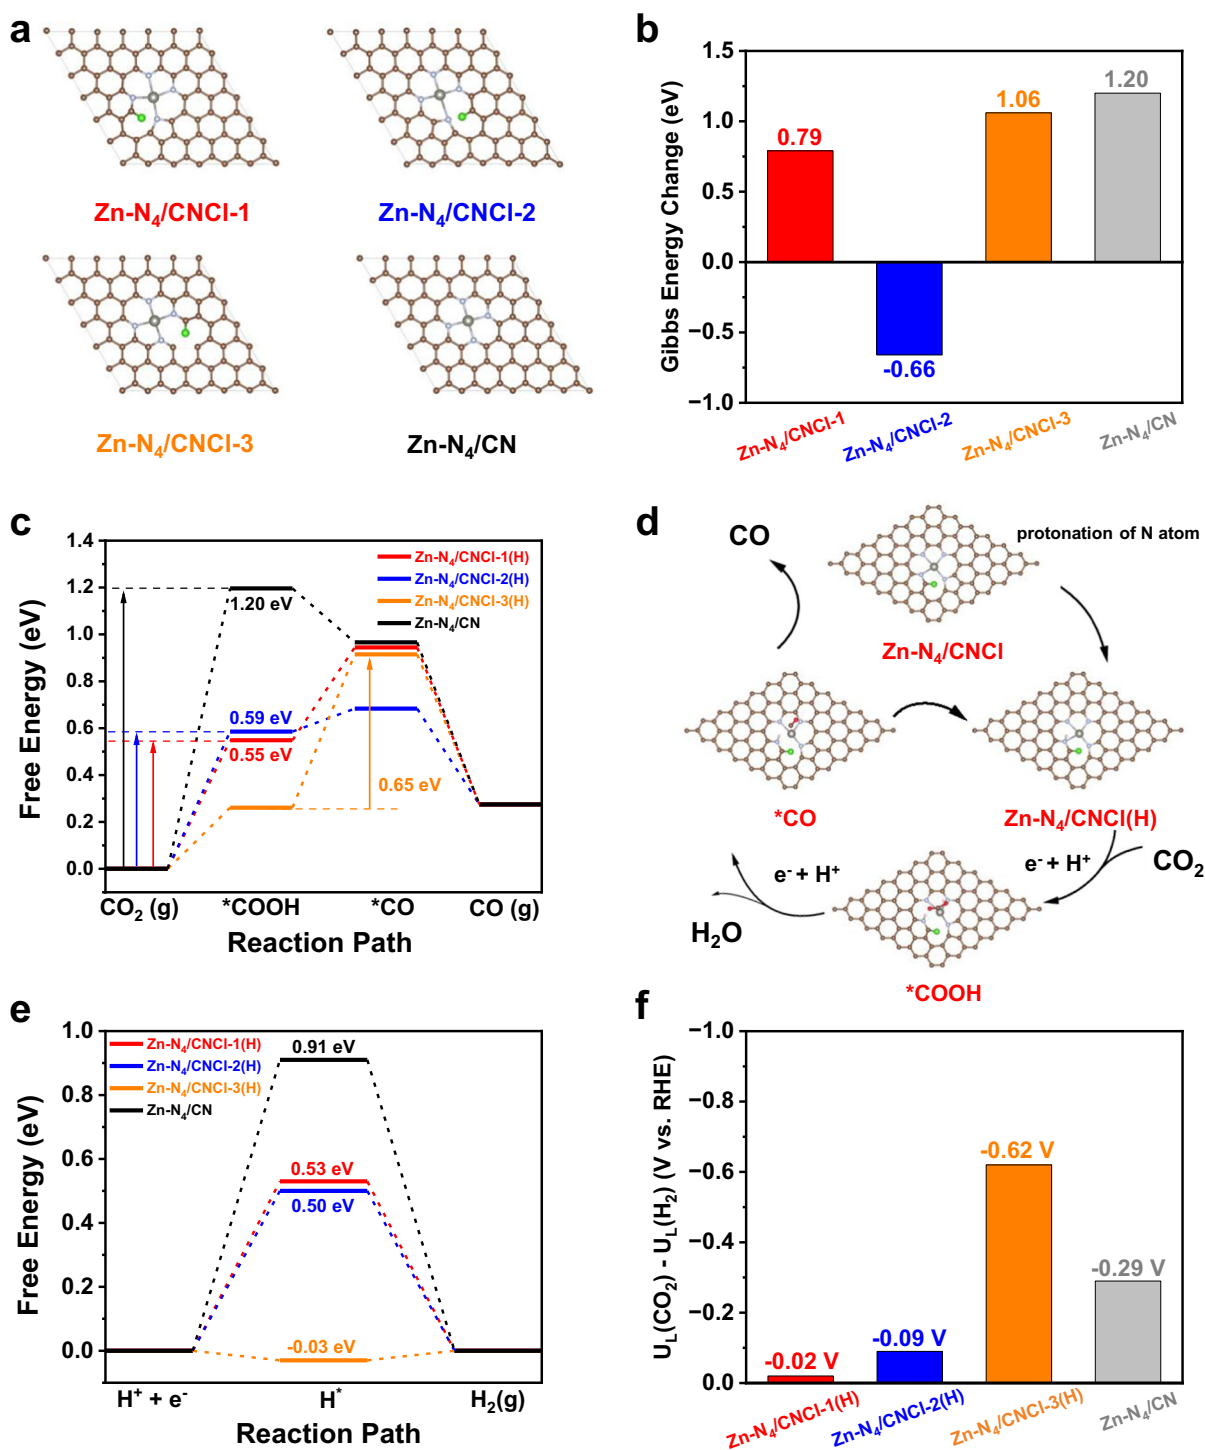 a
Zn-N₄/CNCl-1
Zn-N₄/CNCl-2
Zn-N₄/CNCl-3
Zn-N₄/CN
b
Gibbs Energy Change (eV)
1.5
1.0
0.5
0.0
−0.5
−1.0
0.79
-0.66
1.06
1.20
Zn-N₄/CNCl-1
Zn-N₄/CNCl-2
Zn-N₄/CNCl-3
Zn-N₄/CN
c
Free Energy (eV)
1.4
1.2
1.0
0.8
0.6
0.4
0.2
0.0
Zn-N₄/CNCl-1(H)
Zn-N₄/CNCl-2(H)
Zn-N₄/CNCl-3(H)
Zn-N₄/CN
1.20 eV
0.59 eV
0.55 eV
0.65 eV
CO₂ (g)
*COOH
*CO
CO (g)
Reaction Path
d
CO
protonation of N atom
Zn-N₄/CNCl
*CO
Zn-N₄/CNCl(H)
e⁻ + H⁺
CO₂
e⁻ + H⁺
H₂O
*COOH
e
Free Energy (eV)
1.0
0.8
0.6
0.4
0.2
0.0
Zn-N₄/CNCl-1(H)
Zn-N₄/CNCl-2(H)
Zn-N₄/CNCl-3(H)
Zn-N₄/CN
0.91 eV
0.53 eV
0.50 eV
-0.03 eV
H⁺ + e⁻
H*
H₂(g)
Reaction Path
f
U_L(CO₂) - U_L(H₂) (V vs. RHE)
−1.0
−0.8
−0.6
−0.4
−0.2
0.0
-0.02 V
-0.09 V
-0.62 V
-0.29 V
Zn-N₄/CNCl-1(H)
Zn-N₄/CNCl-2(H)
Zn-N₄/CNCl-3(H)
Zn-N₄/CN